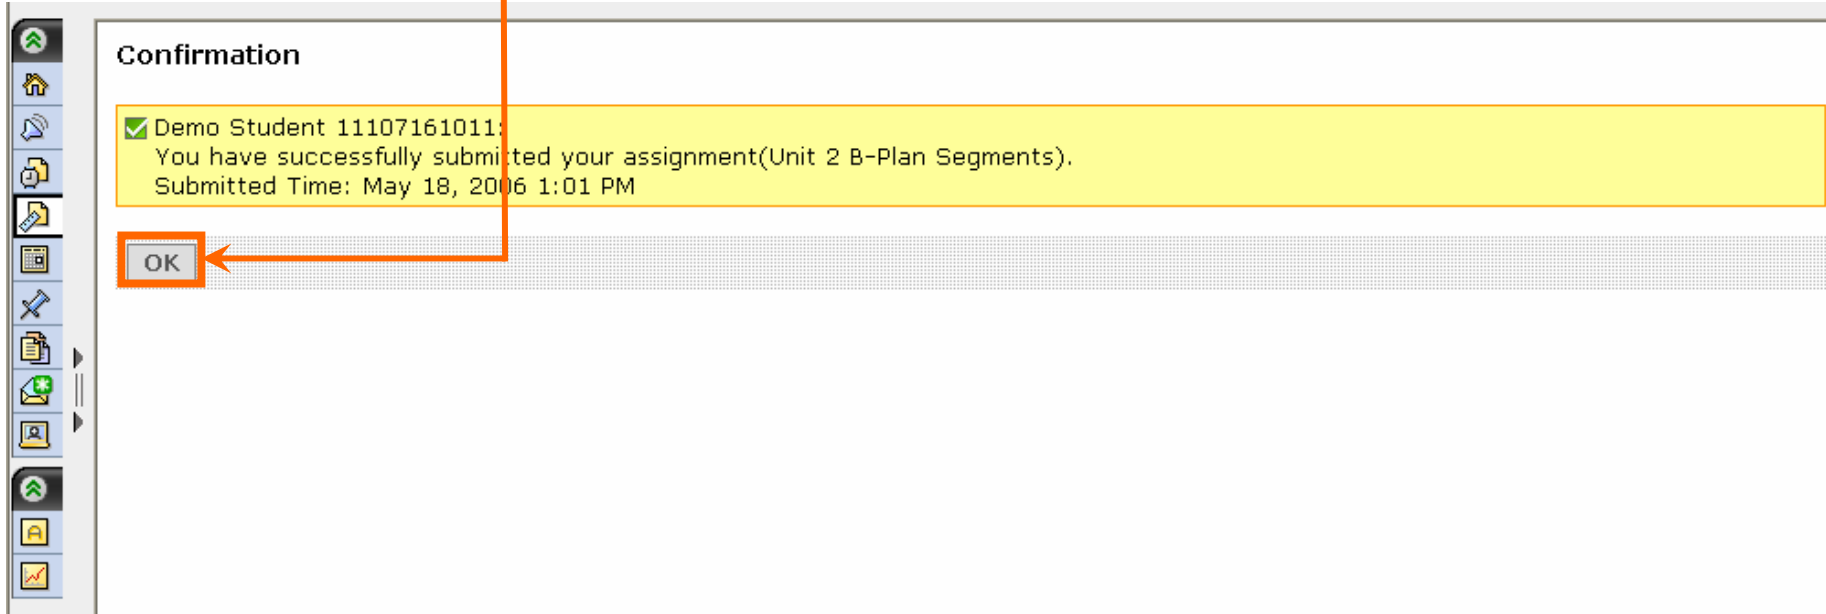 Confirmation
Demo Student 11107161011:
You have successfully submitted your assignment(Unit 2 B-Plan Segments).
Submitted Time: May 18, 2006 1:01 PM
OK